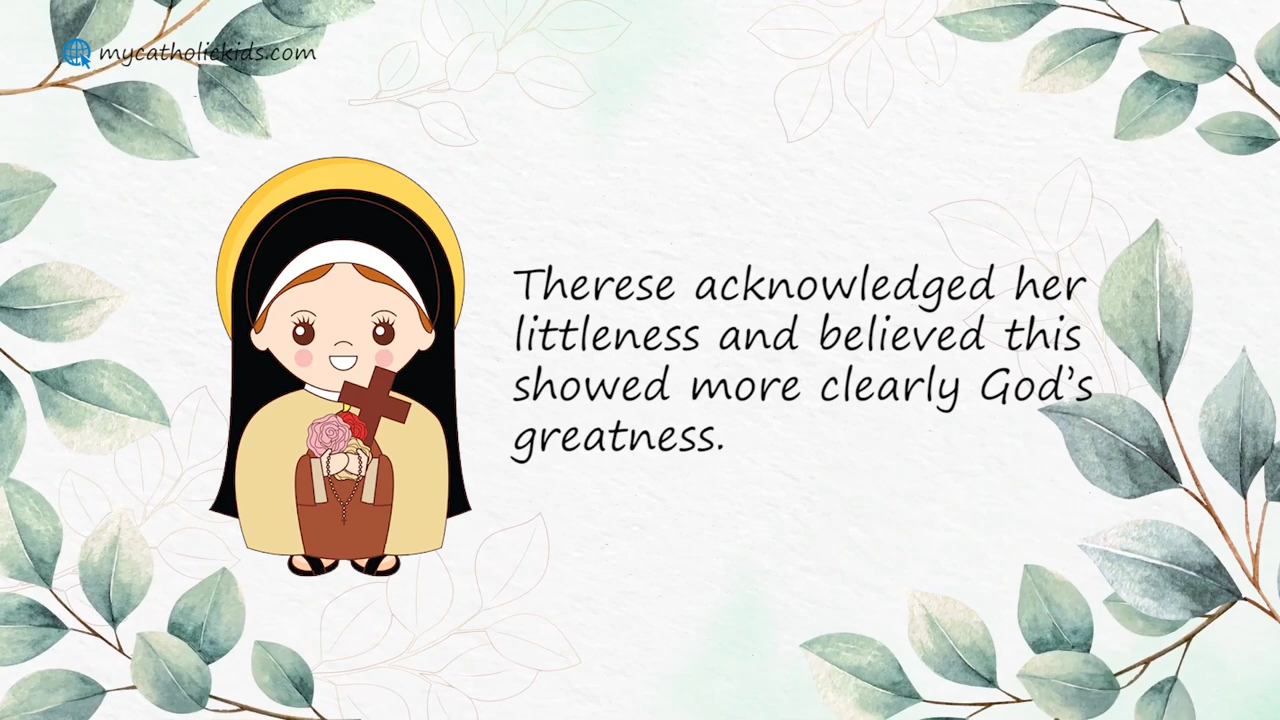 mycatholickids.com
Therese acknowledged her
littleness and believed this
showed more clearly God's
greatness.